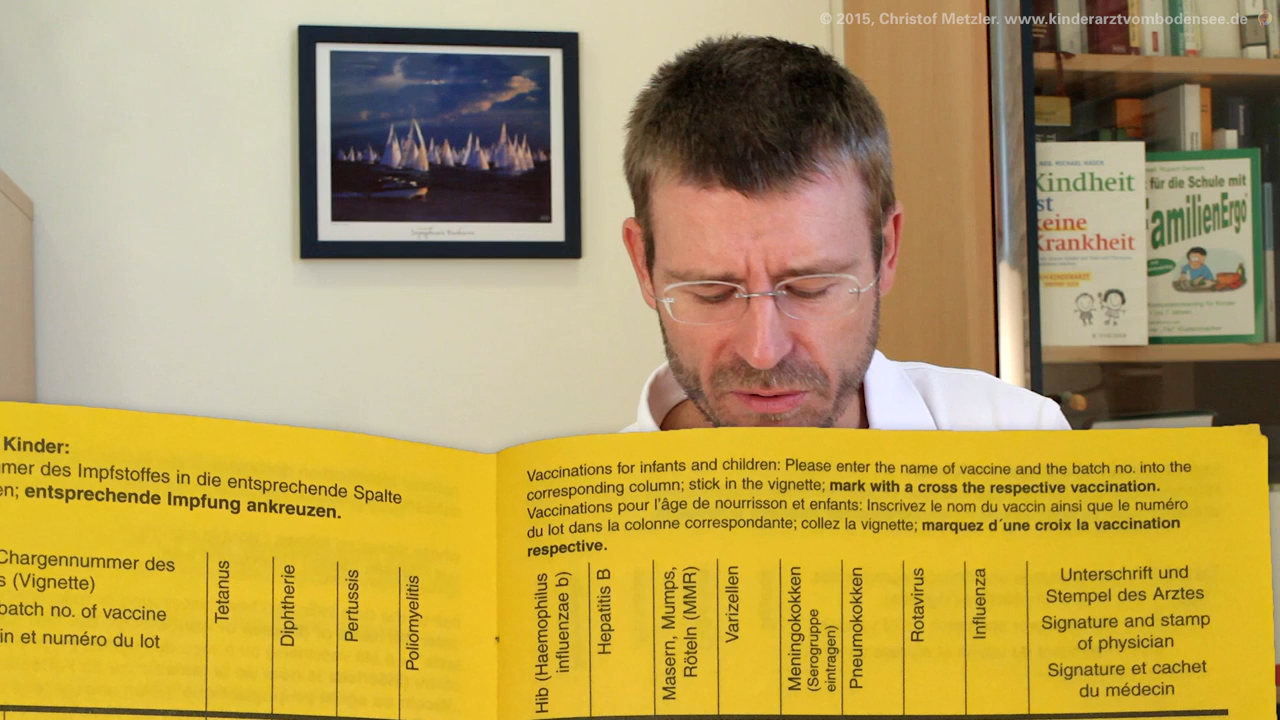 © 2015, Christof Metzler. www.kinderarztvombodensee.de
Kindheit
ist
keine
Krankheit
für die Schule mit
FamilienErgo
Kinder:
mer des Impfstoffes in die entsprechende Spalte
en; entsprechende Impfung ankreuzen.
Chargennummer des
s (Vignette)
batch no. of vaccine
in et numéro du lot
Tetanus
Diphtherie
Pertussis
Poliomyelitis
Vaccinations for infants and children: Please enter the name of vaccine and the batch no. into the
corresponding column; stick in the vignette; mark with a cross the respective vaccination.
Vaccinations pour l'âge de nourrisson et enfants: Inscrivez le nom du vaccin ainsi que le numéro
du lot dans la colonne correspondante; collez la vignette; marquez d´une croix la vaccination
respective.
Hib (Haemophilus
influenzae b)
Hepatitis B
Masern, Mumps,
Röteln (MMR)
Varizellen
Meningokokken
(Serogruppe
eintragen)
Pneumokokken
Rotavirus
Influenza
Unterschrift und
Stempel des Arztes
Signature and stamp
of physician
Signature et cachet
du médecin